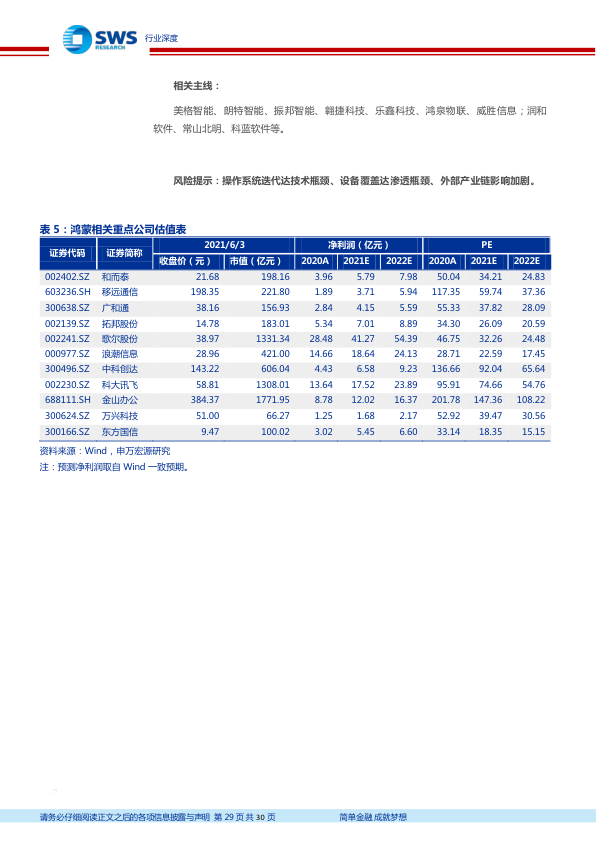 SWS
RESEARCH
行业深度
相关主线：
美格智能、朗特智能、振邦智能、翱捷科技、乐鑫科技、鸿泉物联、威胜信息；润和
软件、常山北明、科蓝软件等。
风险提示：操作系统迭代达技术瓶颈、设备覆盖达渗透瓶颈、外部产业链影响加剧。
表 5：鸿蒙相关重点公司估值表
证券代码 证券简称 2021/6/3 净利润（亿元） PE
收盘价（元） 市值（亿元） 2020A 2021E 2022E 2020A 2021E 2022E
002402.SZ 和而泰 21.68 198.16 3.96 5.79 7.98 50.04 34.21 24.83
603236.SH 移远通信 198.35 221.80 1.89 3.71 5.94 117.35 59.74 37.36
300638.SZ 广和通 38.16 156.93 2.84 4.15 5.59 55.33 37.82 28.09
002139.SZ 拓邦股份 14.78 183.01 5.34 7.01 8.89 34.30 26.09 20.59
002241.SZ 歌尔股份 38.97 1331.34 28.48 41.27 54.39 46.75 32.26 24.48
000977.SZ 浪潮信息 28.96 421.00 14.66 18.64 24.13 28.71 22.59 17.45
300496.SZ 中科创达 143.22 606.04 4.43 6.58 9.23 136.66 92.04 65.64
002230.SZ 科大讯飞 58.81 1308.01 13.64 17.52 23.89 95.91 74.66 54.76
688111.SH 金山办公 384.37 1771.95 8.78 12.02 16.37 201.78 147.36 108.22
300624.SZ 万兴科技 51.00 66.27 1.25 1.68 2.17 52.92 39.47 30.56
300166.SZ 东方国信 9.47 100.02 3.02 5.45 6.60 33.14 18.35 15.15
资料来源：Wind，申万宏源研究
注：预测净利润取自 Wind 一致预期。
请务必仔细阅读正文之后的各项信息披露与声明 第 29 页 共 30 页 简单金融 成就梦想